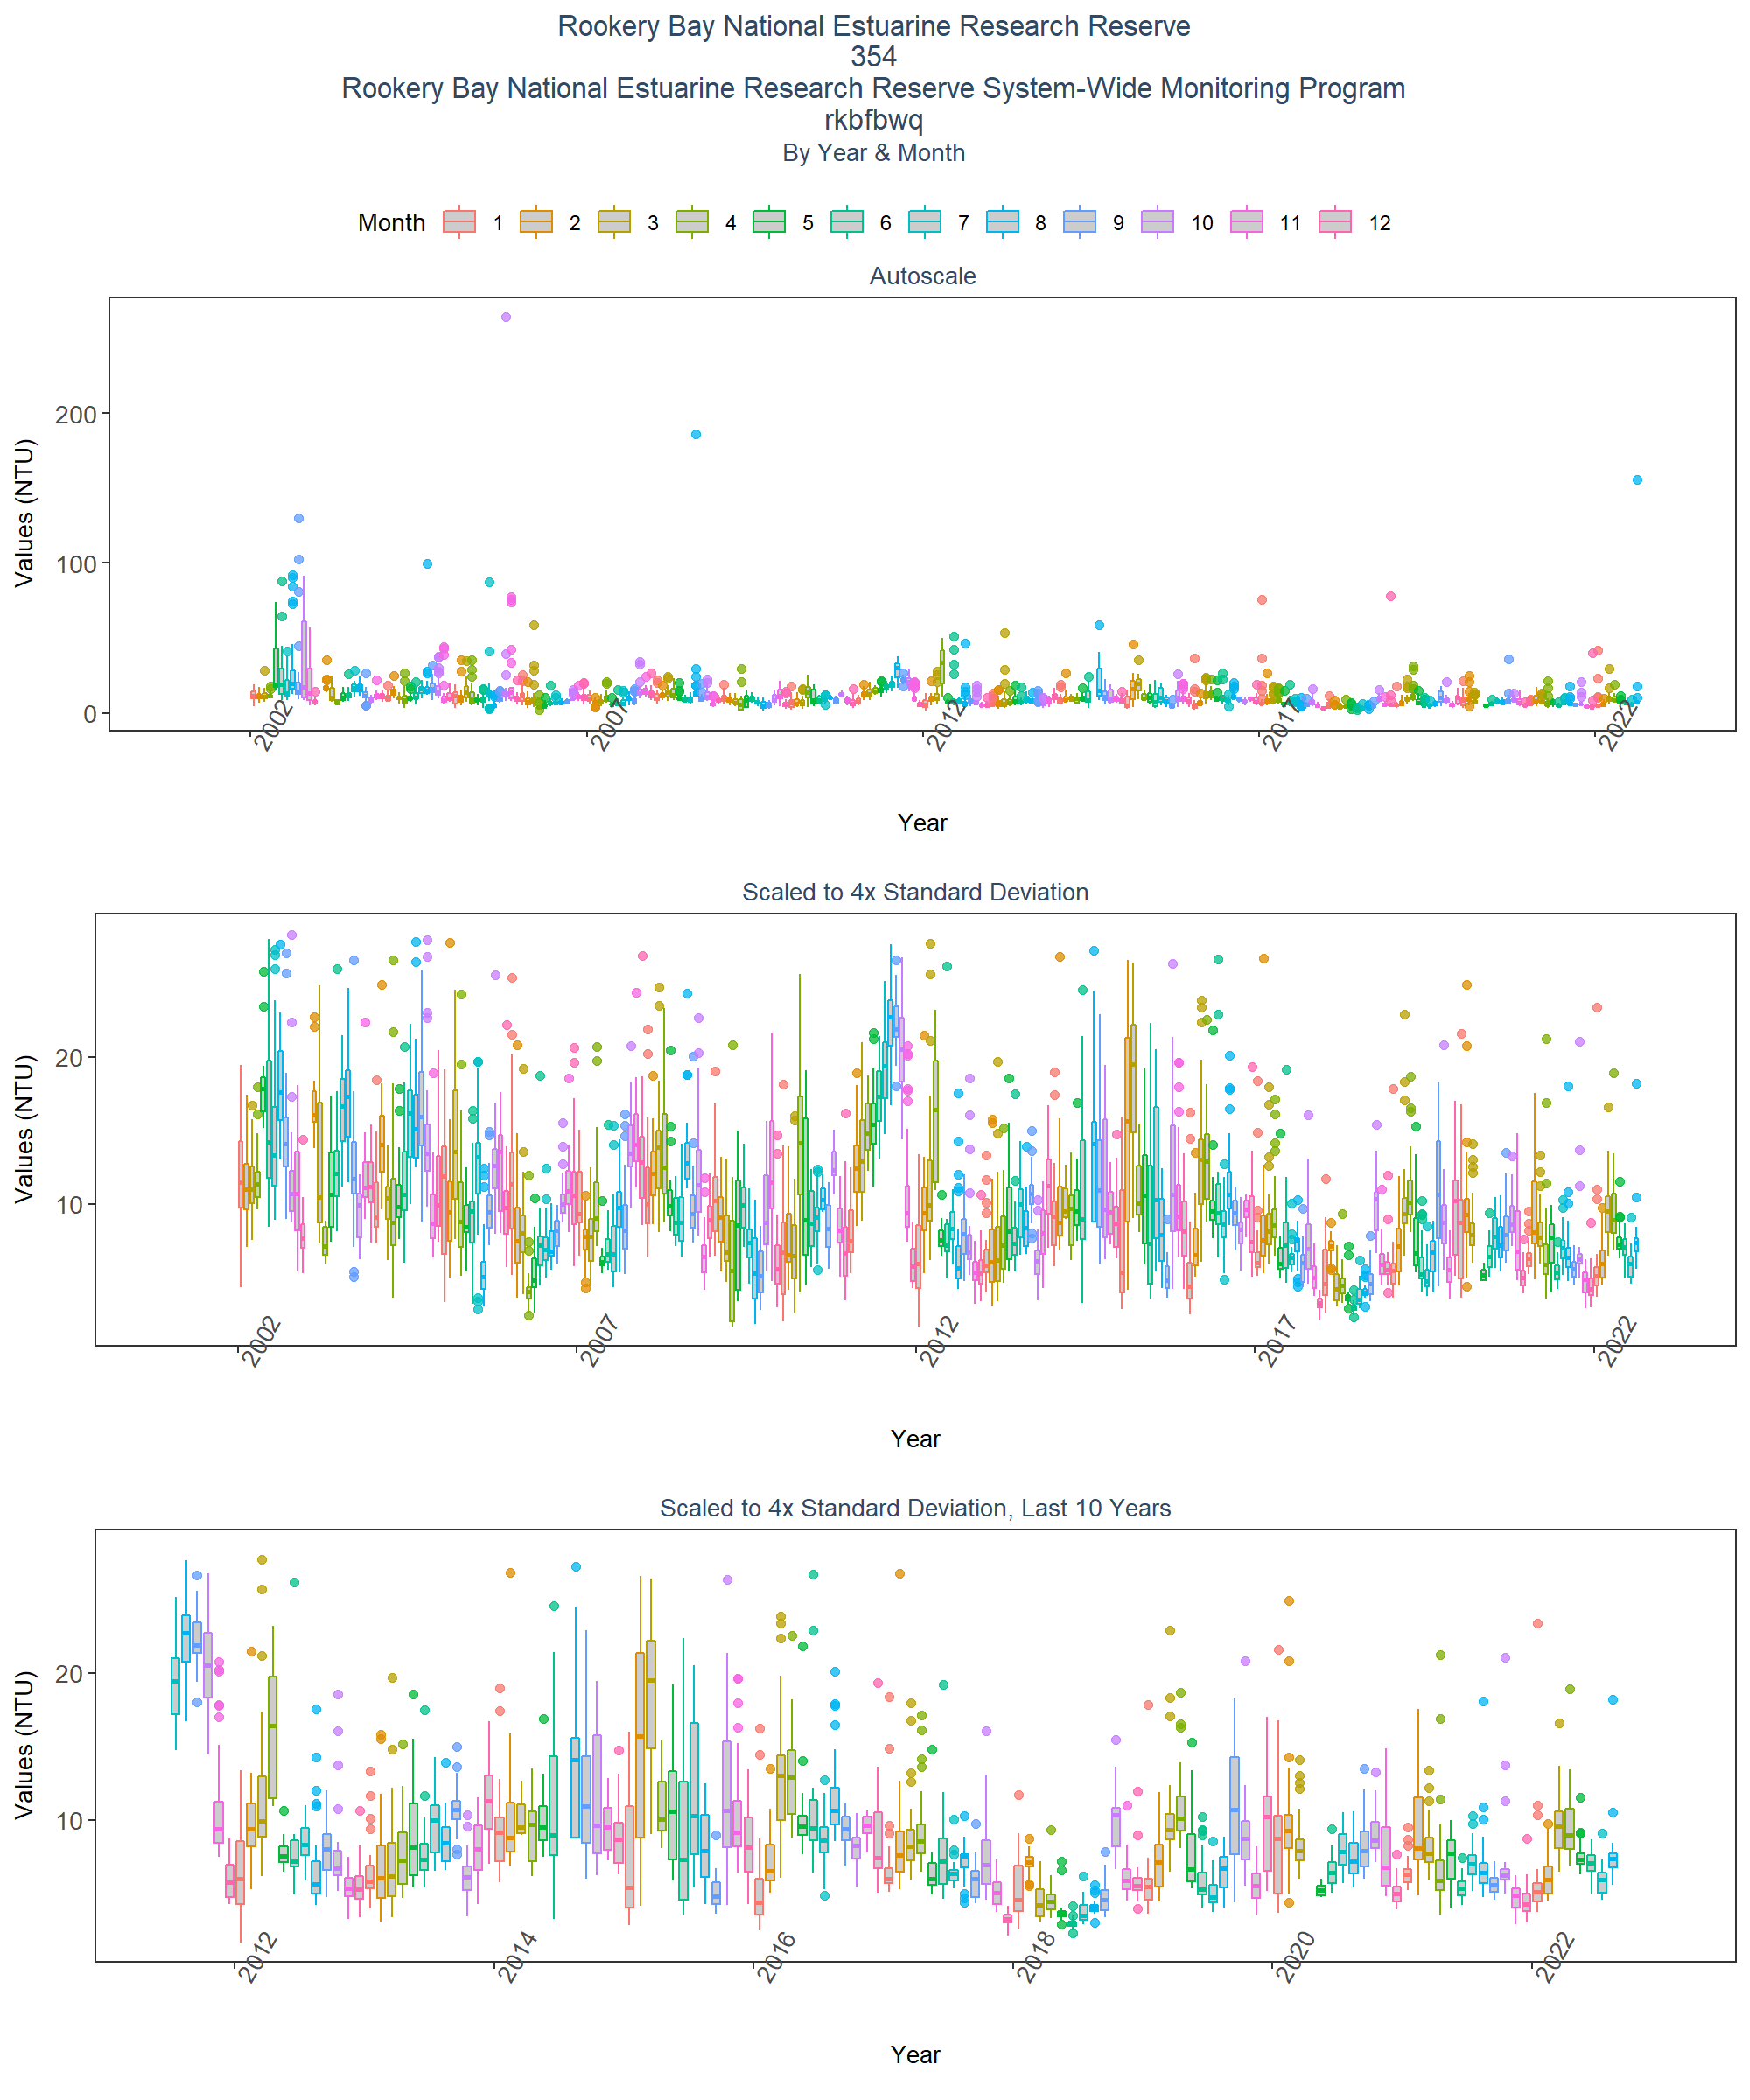 Rookery Bay National Estuarine Research Reserve
354
Rookery Bay National Estuarine Research Reserve System-Wide Monitoring Program
rkbfbwq
By Year & Month
Month 1 2 3 4 5 6 7 8 9 10 11 12
Autoscale
Values (NTU)
200
100
0
2002 2007 2012 2017 2022
Year
Scaled to 4x Standard Deviation
Values (NTU)
20
10
2002 2007 2012 2017 2022
Year
Scaled to 4x Standard Deviation, Last 10 Years
Values (NTU)
20
10
2012 2014 2016 2018 2020 2022
Year